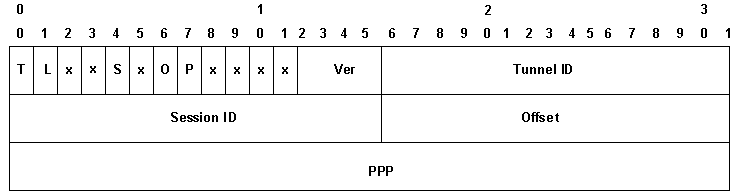 0 1 2 3
0 1 2 3 4 5 6 7 8 9 0 1 2 3 4 5 6 7 8 9 0 1 2 3 4 5 6 7 8 9 0 1
T L x x S x O P x x x x Ver Tunnel ID
Session ID Offset
PPP